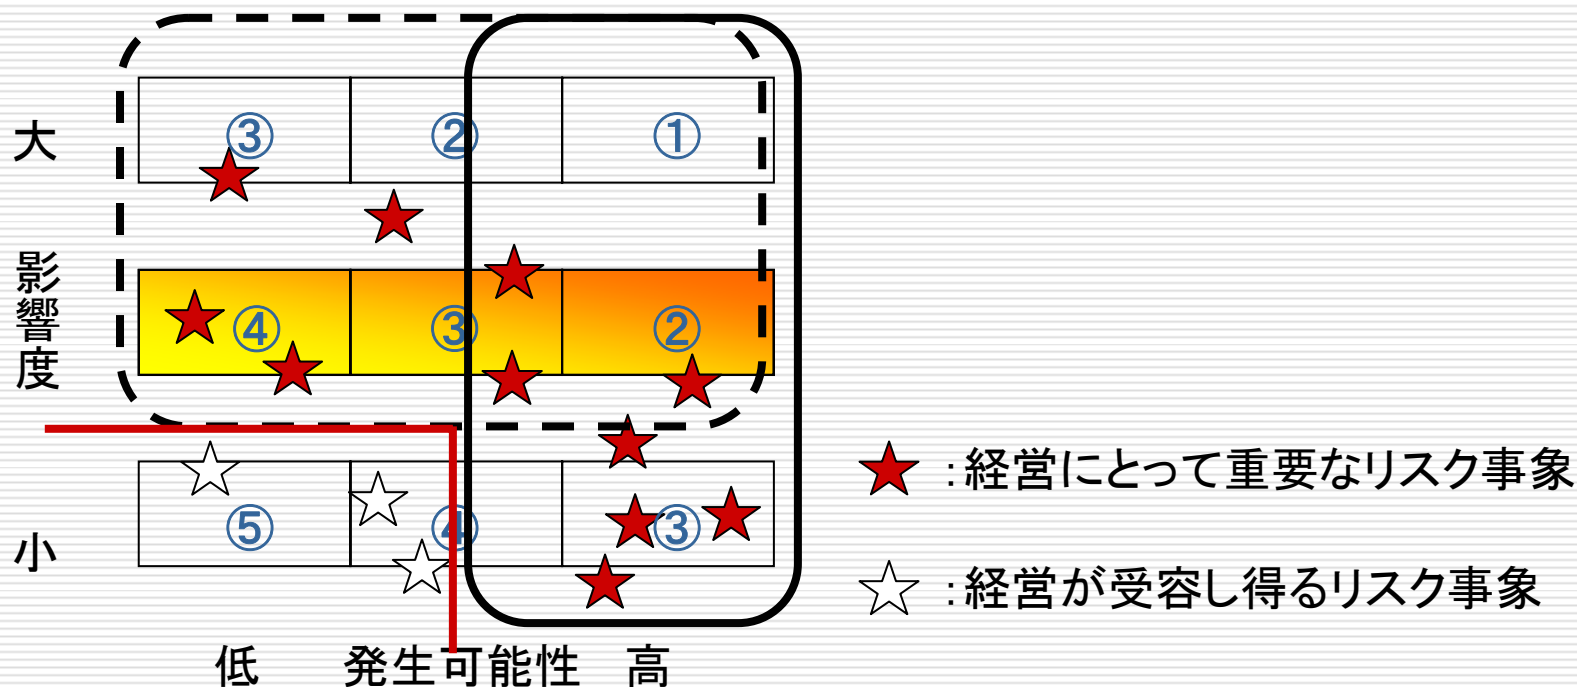 大
③ ② ①
影響度
④ ③ ②
小
⑤ ④ ③
低 発生可能性 高
:経営にとって重要なリスク事象
:経営が受容し得るリスク事象